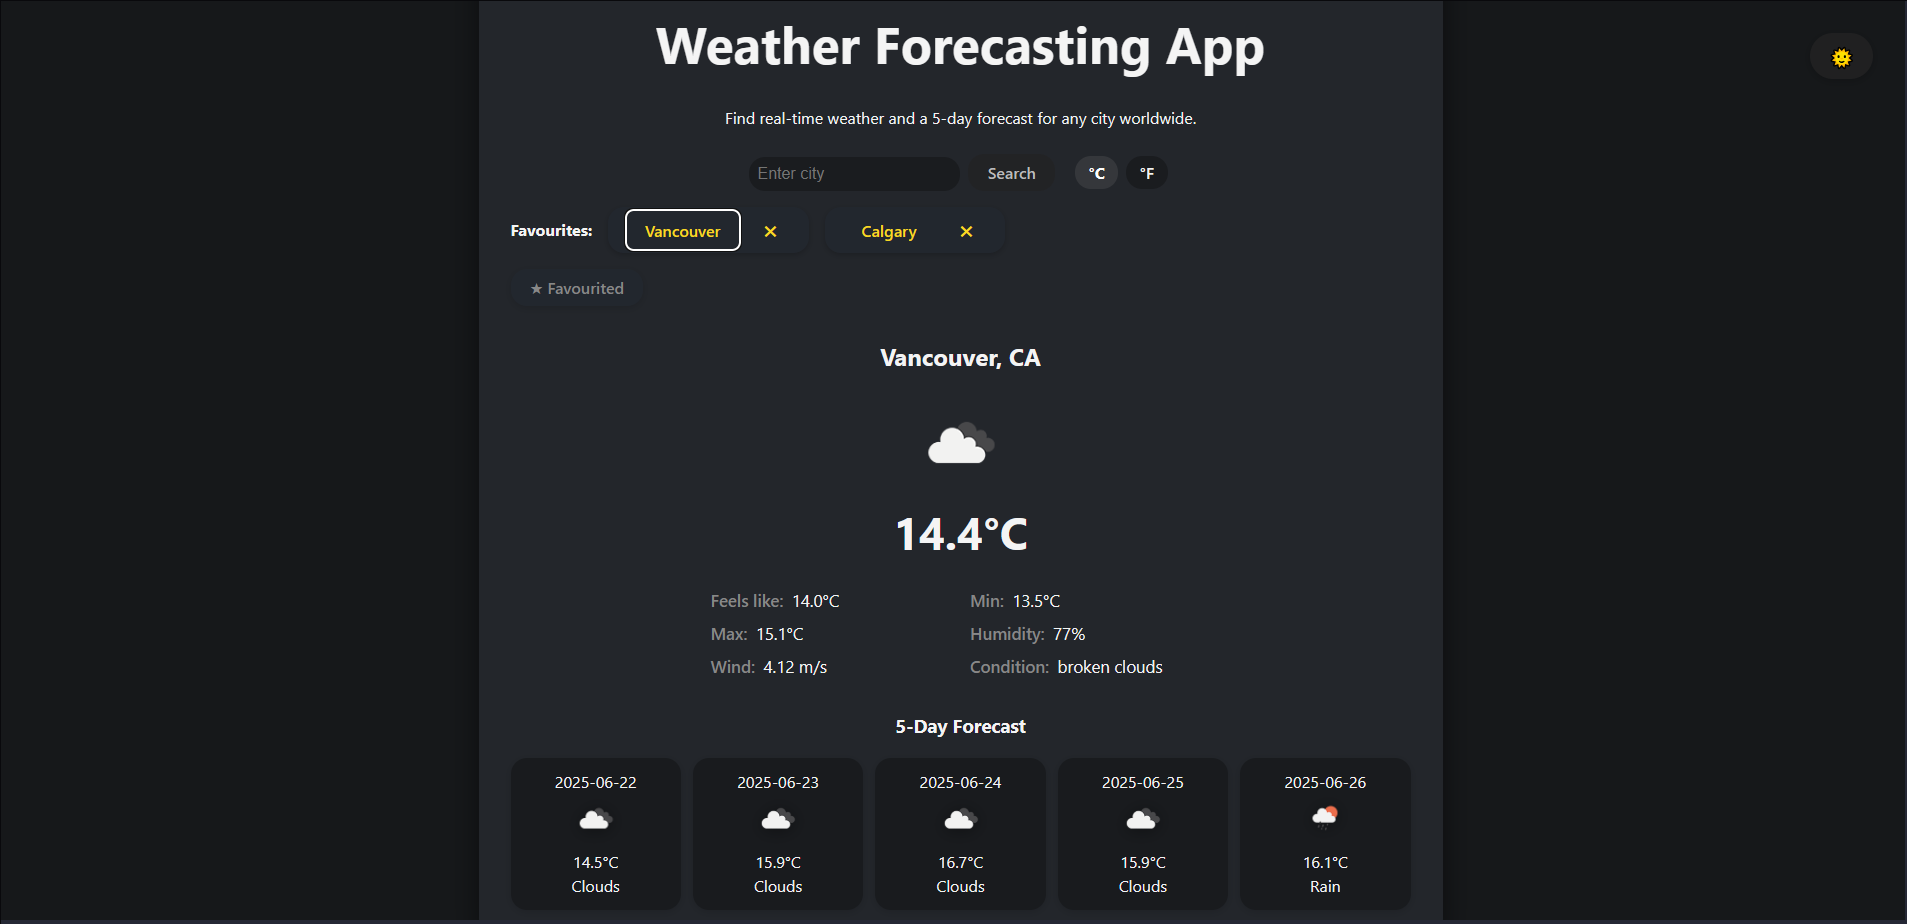 Weather Forecasting App
Find real-time weather and a 5-day forecast for any city worldwide.
Enter city Search °C °F
Favourites: Vancouver ✕ Calgary ✕
★ Favourited
Vancouver, CA
14.4°C
Feels like: 14.0°C Min: 13.5°C
Max: 15.1°C Humidity: 77%
Wind: 4.12 m/s Condition: broken clouds
5-Day Forecast
2025-06-22 2025-06-23 2025-06-24 2025-06-25 2025-06-26
14.5°C 15.9°C 16.7°C 15.9°C 16.1°C
Clouds Clouds Clouds Clouds Rain